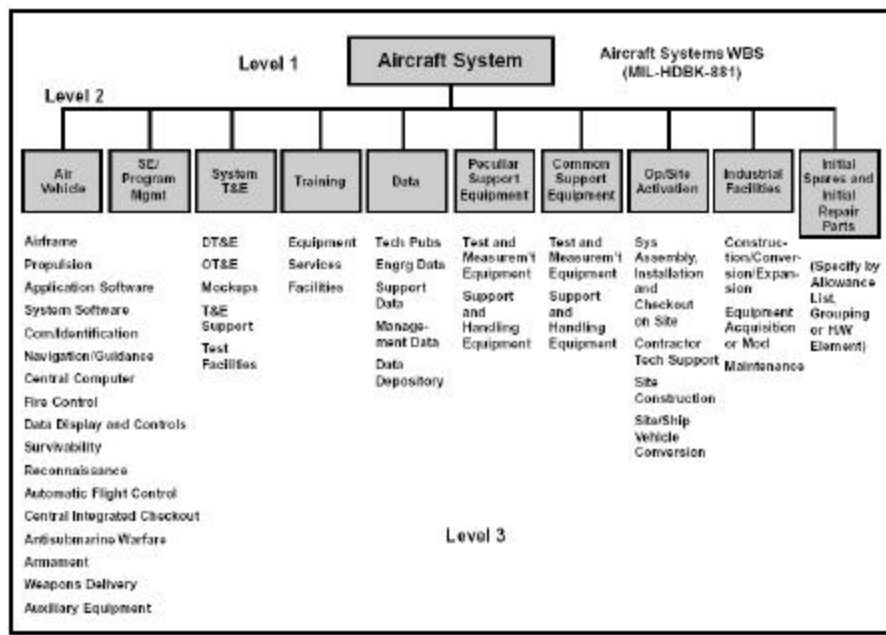 Level 1
Aircraft System
Aircraft Systems WBS
(MIL-HDBK-881)
Level 2
Air
Vehicle
SE/
Program
Mgmt
System
T&E
Training
Data
Peculiar
Support
Equipment
Common
Support
Equipment
Op/Site
Activation
Industrial
Facilities
Initial
Spares and
Initial
Repair
Parts
Airframe
Propulsion
Application Software
System Software
Com/Identification
Navigation/Guidance
Central Computer
Fire Control
Data Display and Controls
Survivability
Reconnaissance
Automatic Flight Control
Central Integrated Checkout
Antisubmarine Warfare
Armament
Weapons Delivery
Auxiliary Equipment
DT&E
OT&E
Mockups
T&E
Support
Test
Facilities
Equipment
Services
Facilities
Tech Pubs
Engrg Data
Support
Data
Manage-
ment Data
Data
Depository
Test and
Measurem't
Equipment
Support
and
Handling
Equipment
Test and
Measurem't
Equipment
Support
and
Handling
Equipment
Sys
Assembly,
Installation
and
Checkout
on Site
Contractor
Tech Support
Site
Construction
Site/Ship
Vehicle
Conversion
Construc-
tion/Conver-
sion/Expan-
sion
Equipment
Acquisition
or Mod
Maintenance
(Specify by
Allowance
List,
Grouping
or H/W
Element)
Level 3